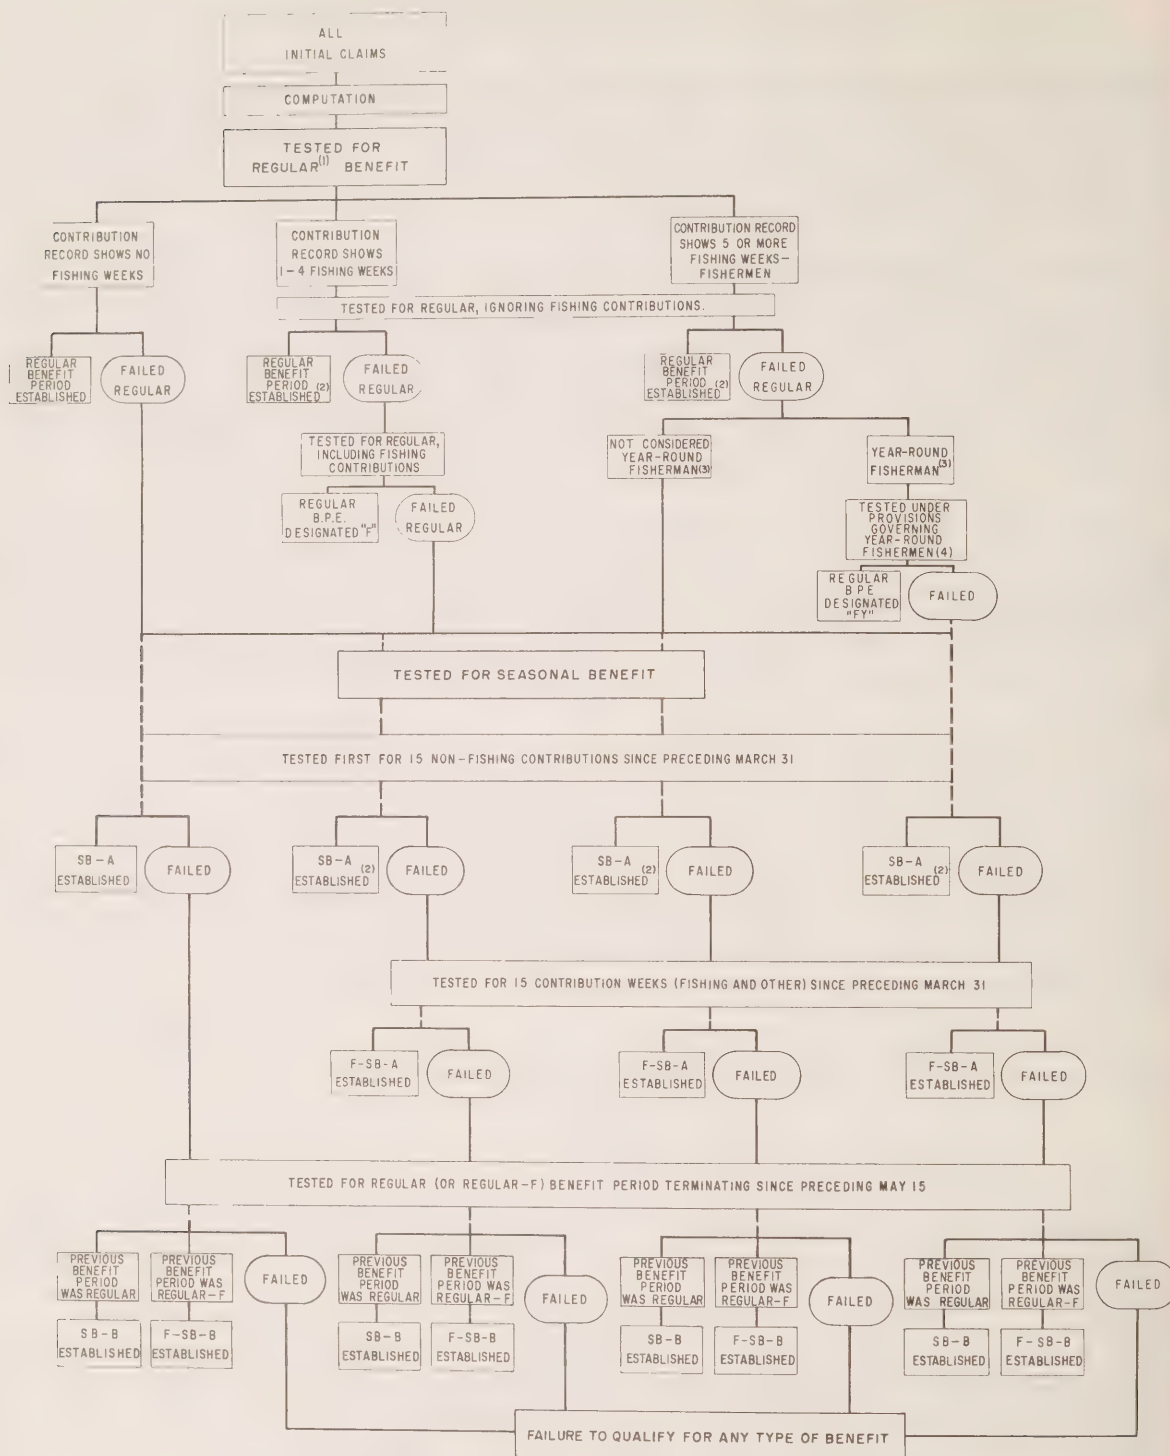 ALL
INITIAL CLAIMS
COMPUTATION
TESTED FOR
REGULAR(1) BENEFIT
CONTRIBUTION
RECORD SHOWS NO
FISHING WEEKS
CONTRIBUTION
RECORD SHOWS
1-4 FISHING WEEKS
CONTRIBUTION RECORD
SHOWS 5 OR MORE
FISHING WEEKS-
FISHERMEN
TESTED FOR REGULAR, IGNORING FISHING CONTRIBUTIONS.
REGULAR
BENEFIT
PERIOD
ESTABLISHED
FAILED
REGULAR
REGULAR
BENEFIT
PERIOD (2)
ESTABLISHED
FAILED
REGULAR
REGULAR
BENEFIT
PERIOD (2)
ESTABLISHED
FAILED
REGULAR
TESTED FOR REGULAR,
INCLUDING FISHING
CONTRIBUTIONS
NOT CONSIDERED
YEAR-ROUND
FISHERMAN(3)
YEAR-ROUND
FISHERMAN(3)
REGULAR
B.P.E.
DESIGNATED "F"
FAILED
REGULAR
TESTED UNDER
PROVISIONS
GOVERNING
YEAR-ROUND
FISHERMEN(4)
REGULAR
BPE
DESIGNATED
"FY"
FAILED
TESTED FOR SEASONAL BENEFIT
TESTED FIRST FOR 15 NON-FISHING CONTRIBUTIONS SINCE PRECEDING MARCH 31
SB-A
ESTABLISHED
FAILED
SB-A
(2)
ESTABLISHED
FAILED
SB-A
(2)
ESTABLISHED
FAILED
SB-A
(2)
ESTABLISHED
FAILED
TESTED FOR 15 CONTRIBUTION WEEKS (FISHING AND OTHER) SINCE PRECEDING MARCH 31
F-SB-A
ESTABLISHED
FAILED
F-SB-A
ESTABLISHED
FAILED
F-SB-A
ESTABLISHED
FAILED
TESTED FOR REGULAR (OR REGULAR-F) BENEFIT PERIOD TERMINATING SINCE PRECEDING MAY 15
PREVIOUS
BENEFIT
PERIOD
WAS REGULAR
PREVIOUS
BENEFIT
PERIOD WAS
REGULAR-F
FAILED
PREVIOUS
BENEFIT
PERIOD
WAS REGULAR
PREVIOUS
BENEFIT
PERIOD WAS
REGULAR-F
FAILED
PREVIOUS
BENEFIT
PERIOD
WAS REGULAR
PREVIOUS
BENEFIT
PERIOD WAS
REGULAR-F
FAILED
PREVIOUS
BENEFIT
PERIOD
WAS REGULAR
PREVIOUS
BENEFIT
PERIOD WAS
REGULAR-F
FAILED
SB-B
ESTABLISHED
F-SB-B
ESTABLISHED
SB-B
ESTABLISHED
F-SB-B
ESTABLISHED
SB-B
ESTABLISHED
F-SB-B
ESTABLISHED
SB-B
ESTABLISHED
F-SB-B
ESTABLISHED
FAILURE TO QUALIFY FOR ANY TYPE OF BENEFIT